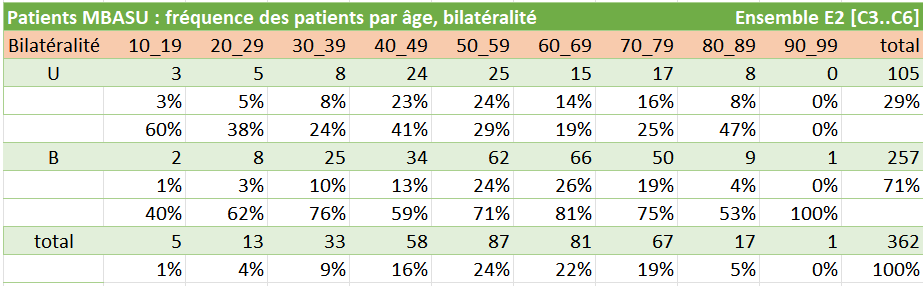 Patients MBASU : fréquence des patients par âge, bilatéralité Ensemble E2 [C3..C6]
Bilatéralité 10_19 20_29 30_39 40_49 50_59 60_69 70_79 80_89 90_99 total
U 3 5 8 24 25 15 17 8 0 105
3% 5% 8% 23% 24% 14% 16% 8% 0% 29%
60% 38% 24% 41% 29% 19% 25% 47% 0%
B 2 8 25 34 62 66 50 9 1 257
1% 3% 10% 13% 24% 26% 19% 4% 0% 71%
40% 62% 76% 59% 71% 81% 75% 53% 100%
total 5 13 33 58 87 81 67 17 1 362
1% 4% 9% 16% 24% 22% 19% 5% 0% 100%